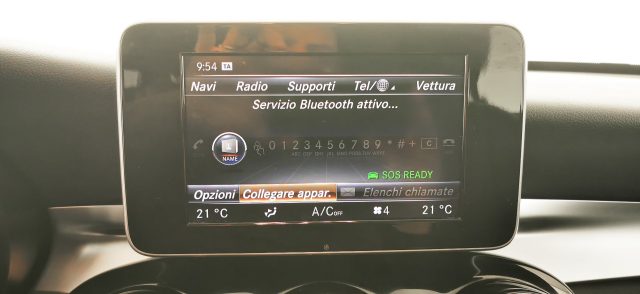 9:54 TA
Navi Radio Supporti Tel/ Vettura
Servizio Bluetooth attivo...
NAME 0 1 2 3 4 5 6 7 8 9 * # + C
SOS READY
Opzioni Collegare appar. Elenchi chiamate
21 °C A/C OFF 4 21 °C